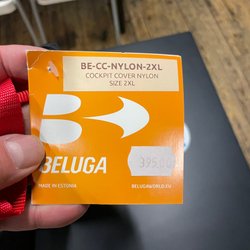 BE-CC-NYLON-2XL
COCKPIT COVER NYLON
SIZE 2XL
BELUGA
395,00
MADE IN ESTONIA
BELUGAWORLD.EU